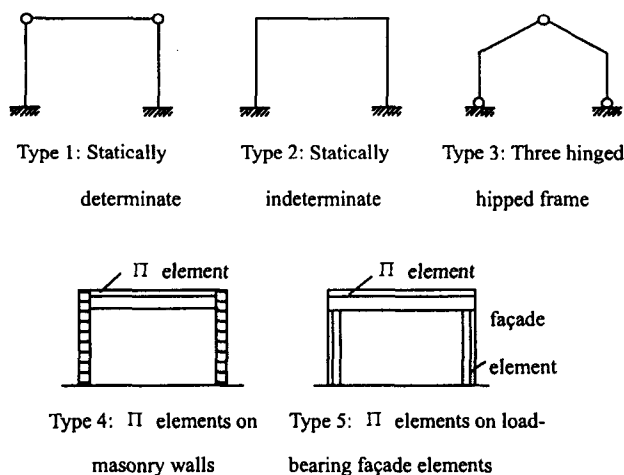 Type 1: Statically
determinate
Type 2: Statically
indeterminate
Type 3: Three hinged
hipped frame
Π element
Π element
façade
element
Type 4: Π elements on
masonry walls
Type 5: Π elements on load-
bearing façade elements